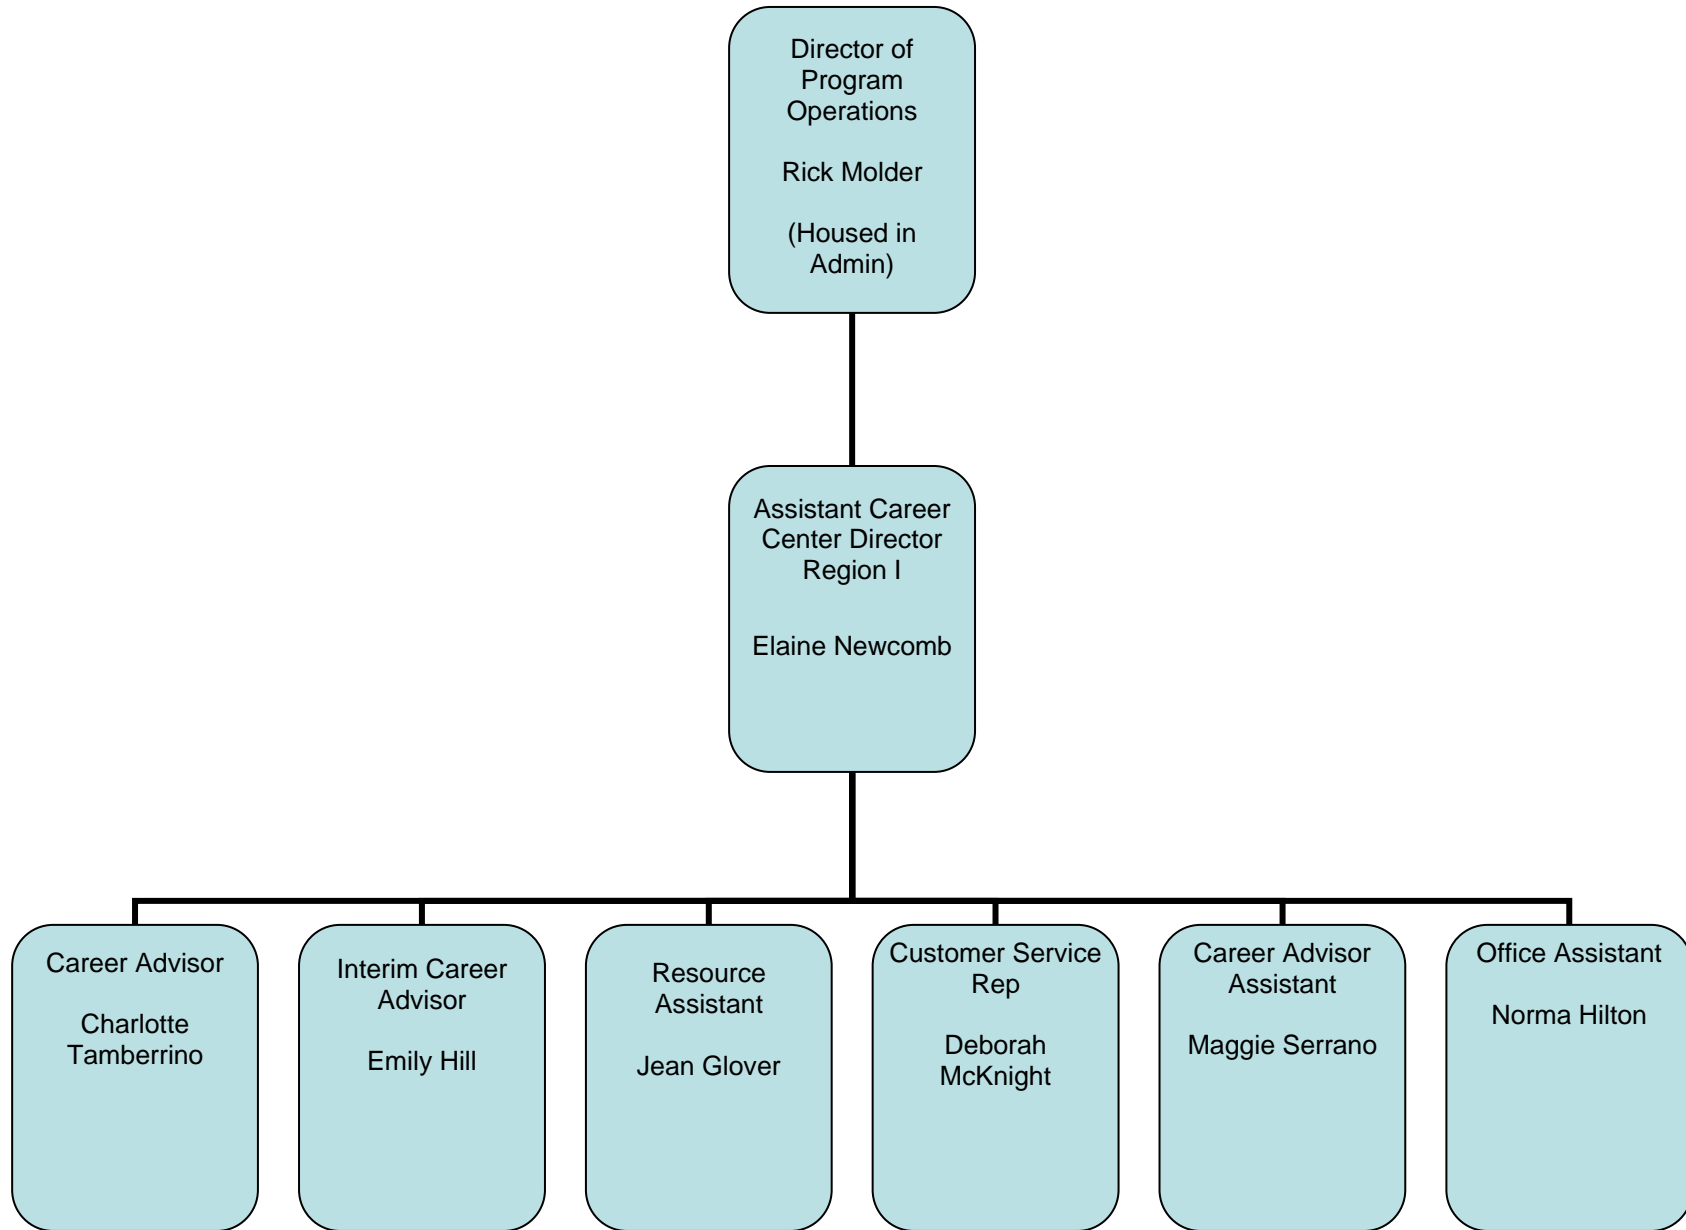 Director of
Program
Operations
Rick Molder
(Housed in
Admin)
Assistant Career
Center Director
Region I
Elaine Newcomb
Career Advisor
Charlotte
Tamberrino
Interim Career
Advisor
Emily Hill
Resource
Assistant
Jean Glover
Customer Service
Rep
Deborah
McKnight
Career Advisor
Assistant
Maggie Serrano
Office Assistant
Norma Hilton